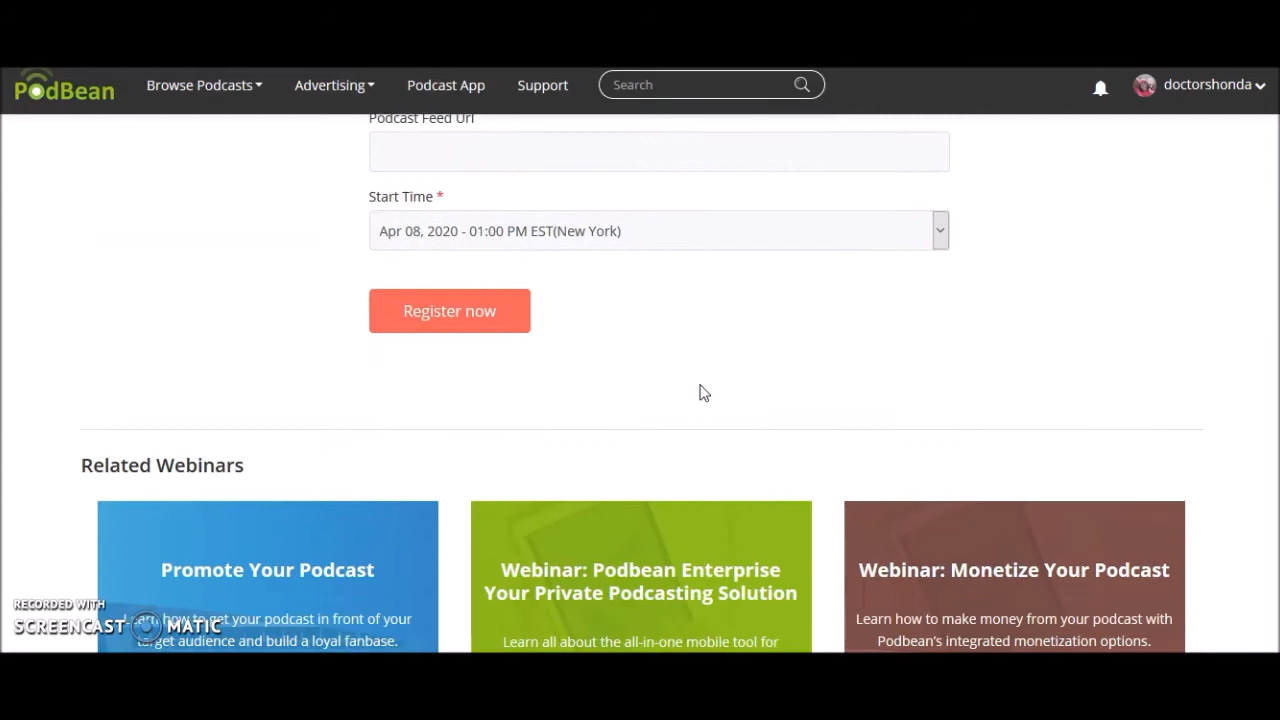 PodBean
Browse Podcasts
Advertising
Podcast App
Support
Search
doctorshonda
Podcast Feed Url
Start Time *
Apr 08, 2020 - 01:00 PM EST(New York)
Register now
Related Webinars
Promote Your Podcast
Learn how to get your podcast in front of your
target audience and build a loyal fanbase.
Webinar: Podbean Enterprise
Your Private Podcasting Solution
Learn all about the all-in-one mobile tool for
Webinar: Monetize Your Podcast
Learn how to make money from your podcast with
Podbean's integrated monetization options.
RECORDED WITH
SCREENCAST MATIC